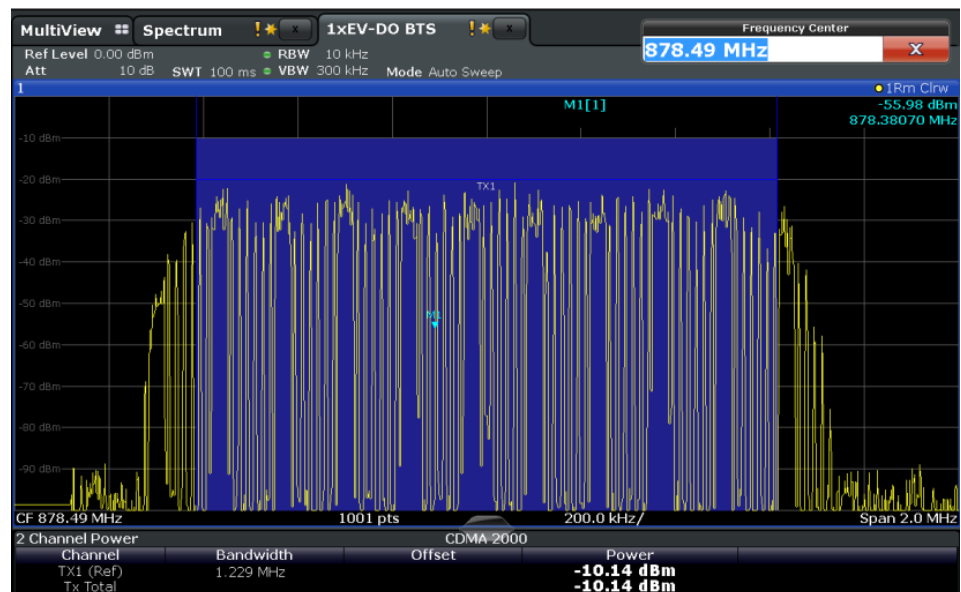 MultiView Spectrum ! x 1xEV-DO BTS ! x Frequency Center
878.49 MHz X
Ref Level 0.00 dBm RBW 10 kHz
Att 10 dB SWT 100 ms VBW 300 kHz Mode Auto Sweep
1 1Rm Clrw
M1[1] -55.98 dBm
878.38070 MHz
-10 dBm
-20 dBm
TX1
-30 dBm
-40 dBm
-50 dBm
M1
-60 dBm
-70 dBm
-80 dBm
-90 dBm
CF 878.49 MHz 1001 pts 200.0 kHz/ Span 2.0 MHz
2 Channel Power CDMA 2000
Channel Bandwidth Offset Power
TX1 (Ref) 1.229 MHz -10.14 dBm
Tx Total -10.14 dBm